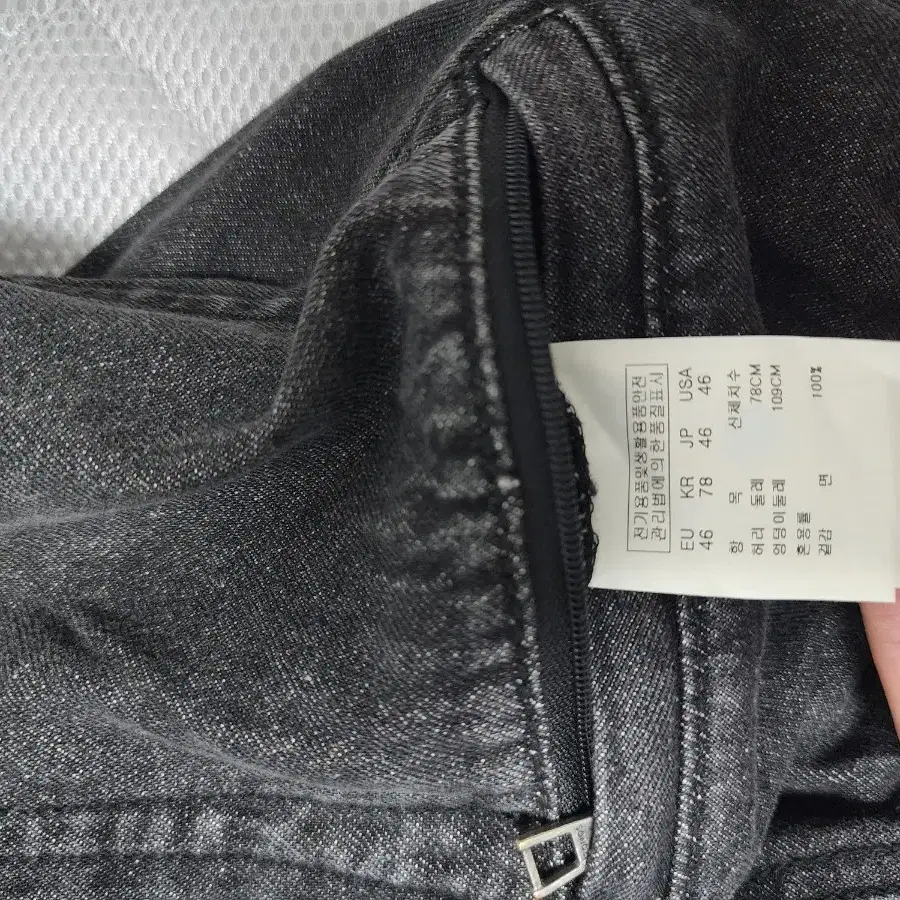 전기용품및생활용품안전
관리법에의한품질표시
EU KR JP USA
46 78 46 46
항 목 신체치수
허리 둘레 78CM
엉덩이둘레 109CM
혼용률
겉감 면 100%